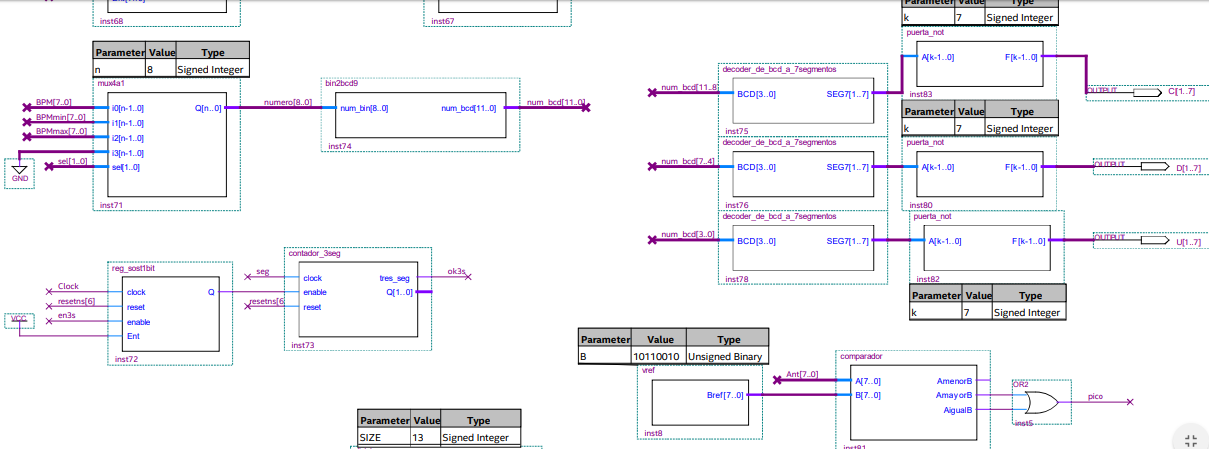 inst68
inst67
Parameter Value Type
k 7 Signed Integer
Parameter Value Type
n 8 Signed Integer
mux4a1
BPM[7..0]
BPMmin[7..0]
BPMmax[7..0]
GND
sel[1..0]
i0[n-1..0]
i1[n-1..0]
i2[n-1..0]
i3[n-1..0]
sel[1..0]
Q[n..0]
inst71
numero[8..0]
bin2bcd9
num_bin[8..0] num_bcd[11..0]
inst74
num_bcd[11..0]
num_bcd[11..8]
decoder_de_bcd_a_7segmentos
BCD[3..0] SEG7[1..7]
inst75
puerta_not
A[k-1..0] F[k-1..0]
inst83
OUTPUT
C[1..7]
Parameter Value Type
k 7 Signed Integer
num_bcd[7..4]
decoder_de_bcd_a_7segmentos
BCD[3..0] SEG7[1..7]
inst76
puerta_not
A[k-1..0] F[k-1..0]
inst80
OUTPUT
D[1..7]
num_bcd[3..0]
decoder_de_bcd_a_7segmentos
BCD[3..0] SEG7[1..7]
inst78
puerta_not
A[k-1..0] F[k-1..0]
inst82
OUTPUT
U[1..7]
Parameter Value Type
k 7 Signed Integer
reg_sost1bit
Clock
resetns[6]
en3s
VCC
clock
reset
enable
Ent
Q
inst72
contador_3seg
seg
resetns[6
clock
enable
reset
tres_seg
Q[1..0]
inst73
ok3s
Parameter Value Type
B 10110010 Unsigned Binary
vref
Bref[7..0]
inst8
comparador
Ant[7..0]
A[7..0]
B[7..0]
AmenorB
AmayorB
AigualB
inst81
OR2
inst5
pico
Parameter Value Type
SIZE 13 Signed Integer